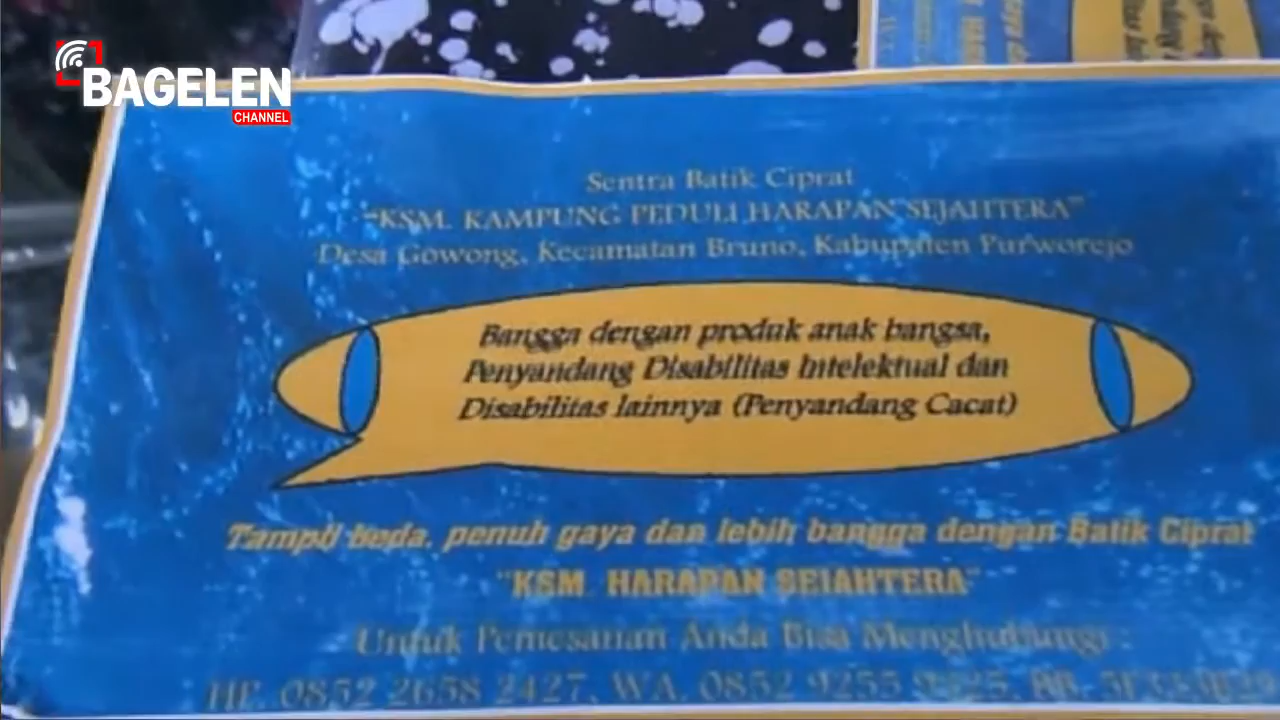 BAGELEN
CHANNEL
Sentra Batik Ciprat
"KSM. KAMPUNG PEDULI HARAPAN SEJAHTERA"
Desa Gowong, Kecamatan Bruno, Kabupaten Purworejo
Bangga dengan produk anak bangsa,
Penyandang Disabilitas Intelektual dan
Disabilitas lainnya (Penyandang Cacat)
Tampil beda, penuh gaya dan lebih bangga dengan Batik Ciprat
"KSM. HARAPAN SEJAHTERA"
Untuk Pemesanan Anda Bisa Menghubungi :
HP. 0852 2658 2427, WA. 0852 9255